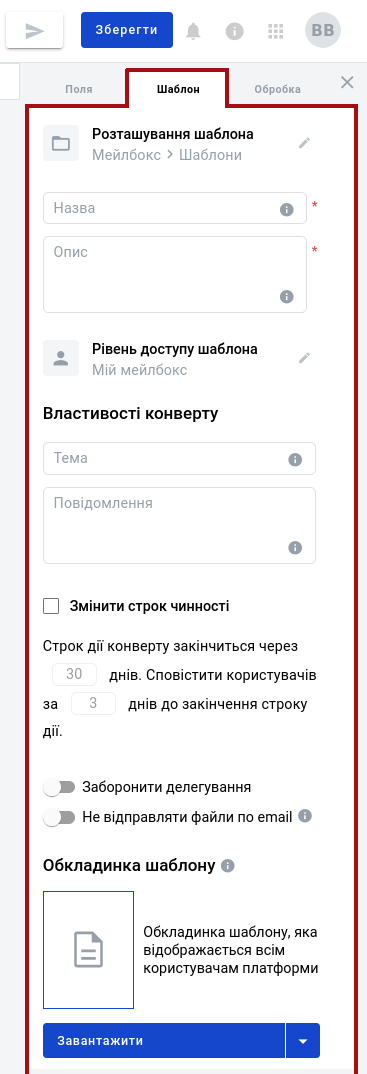 Зберегти
BB
Поля Шаблон Обробка
Розташування шаблона
Мейлбокс > Шаблони
Назва *
Опис *
Рівень доступу шаблона
Мій мейлбокс
Властивості конверту
Тема
Повідомлення
Змінити строк чинності
Строк дії конверту закінчиться через
30 днів. Сповістити користувачів
за 3 днів до закінчення строку
дії.
Заборонити делегування
Не відправляти файли по email
Обкладинка шаблону
Обкладинка шаблону, яка
відображається всім
користувачам платформи
Завантажити